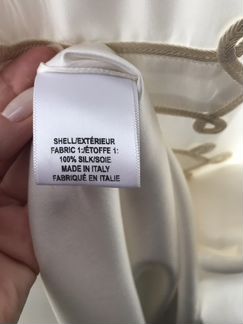 SHELL/EXTÉRIEUR
FABRIC 1:/ÉTOFFE 1:
100% SILK/SOIE
MADE IN ITALY
FABRIQUÉ EN ITALIE